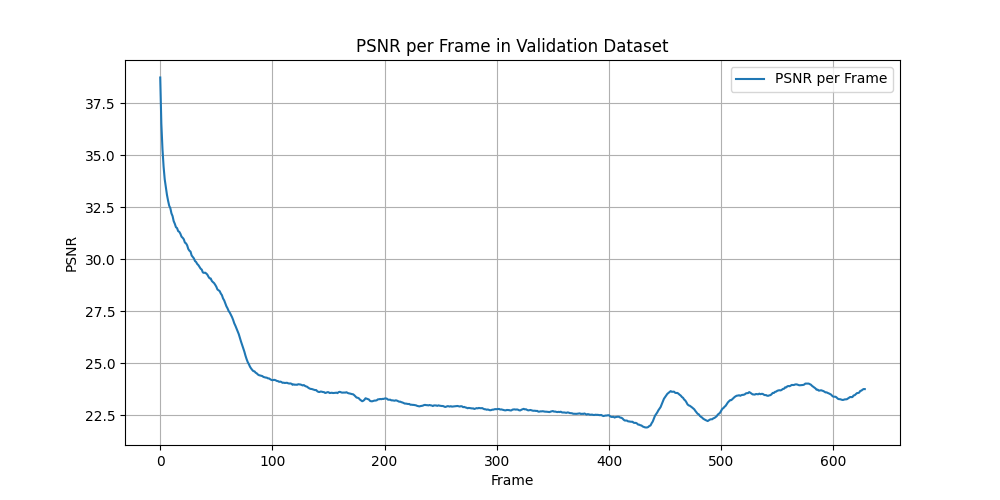 PSNR per Frame in Validation Dataset
PSNR per Frame
PSNR
37.5
35.0
32.5
30.0
27.5
25.0
22.5
0 100 200 300 400 500 600
Frame